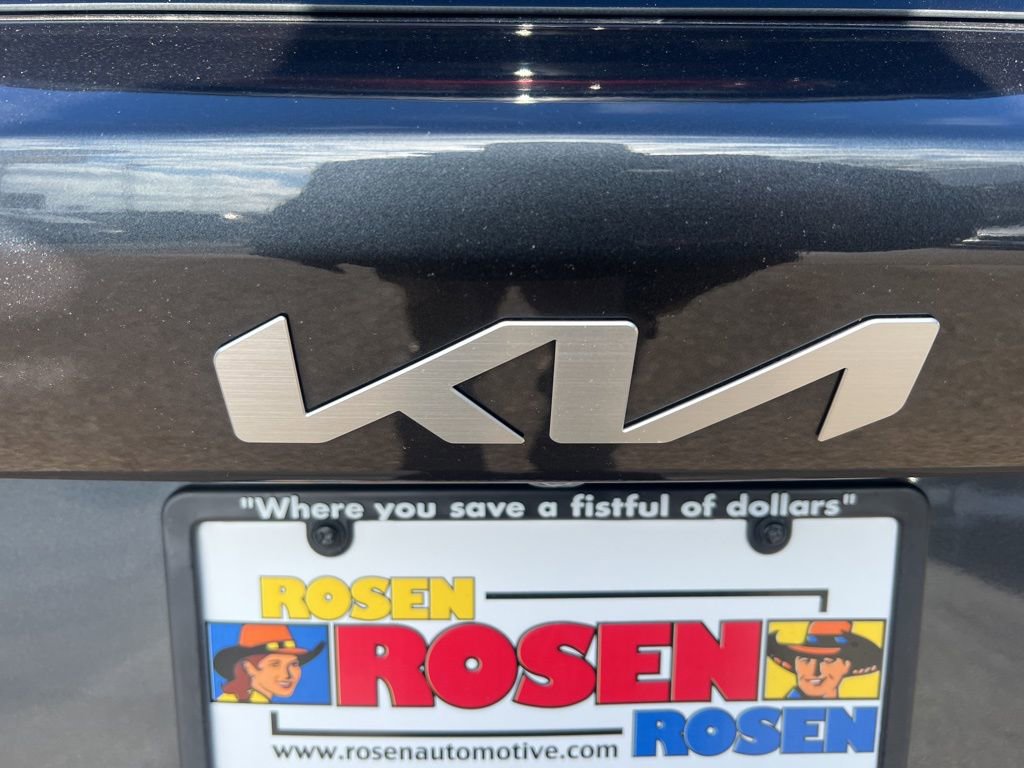 KIA
"Where you save a fistful of dollars"
ROSEN
ROSEN
ROSEN
www.rosenautomotive.com